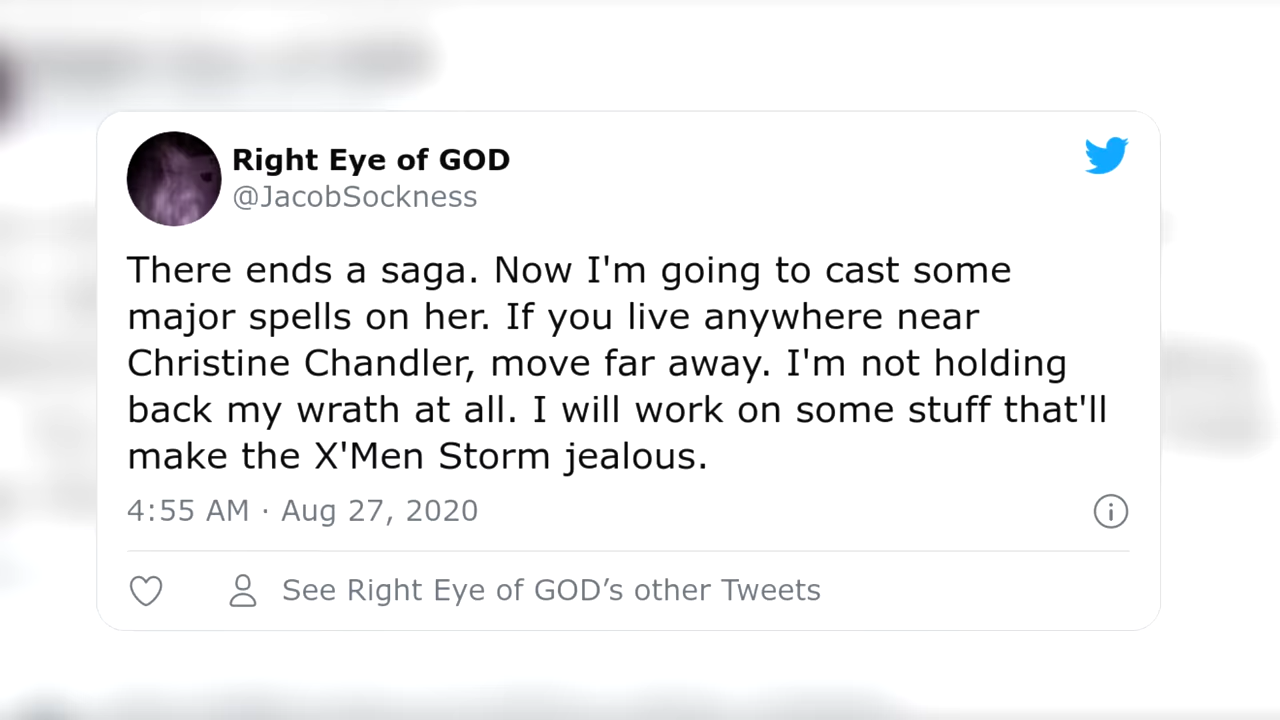 Right Eye of GOD
@JacobSockness
There ends a saga. Now I'm going to cast some
major spells on her. If you live anywhere near
Christine Chandler, move far away. I'm not holding
back my wrath at all. I will work on some stuff that'll
make the X'Men Storm jealous.
4:55 AM · Aug 27, 2020
See Right Eye of GOD’s other Tweets